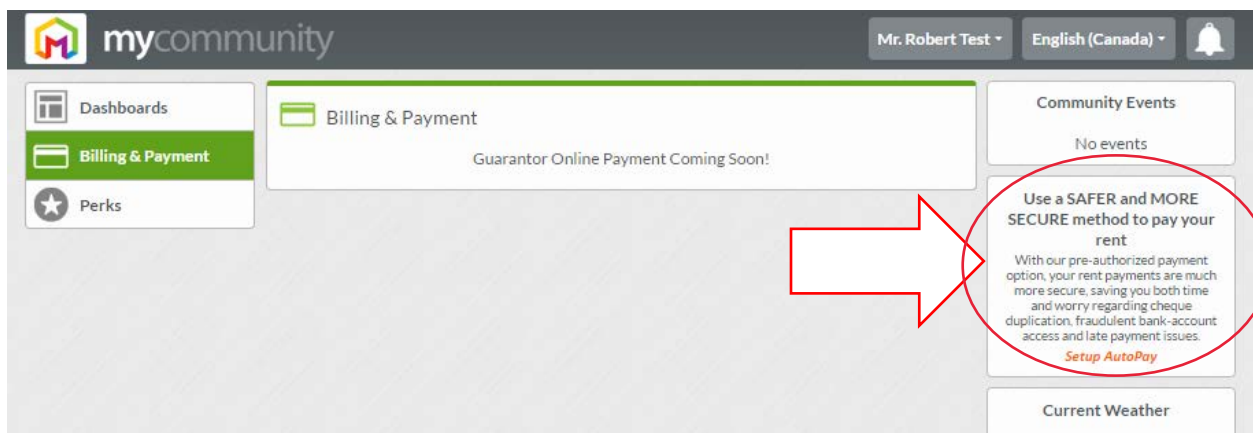 mycommunity
Mr. Robert Test
English (Canada)
Dashboards
Billing & Payment
Perks
Billing & Payment
Guarantor Online Payment Coming Soon!
Community Events
No events
Use a SAFER and MORE
SECURE method to pay your
rent
With our pre-authorized payment
option, your rent payments are much
more secure, saving you both time
and worry regarding cheque
duplication, fraudulent bank-account
access and late payment issues.
Setup AutoPay
Current Weather